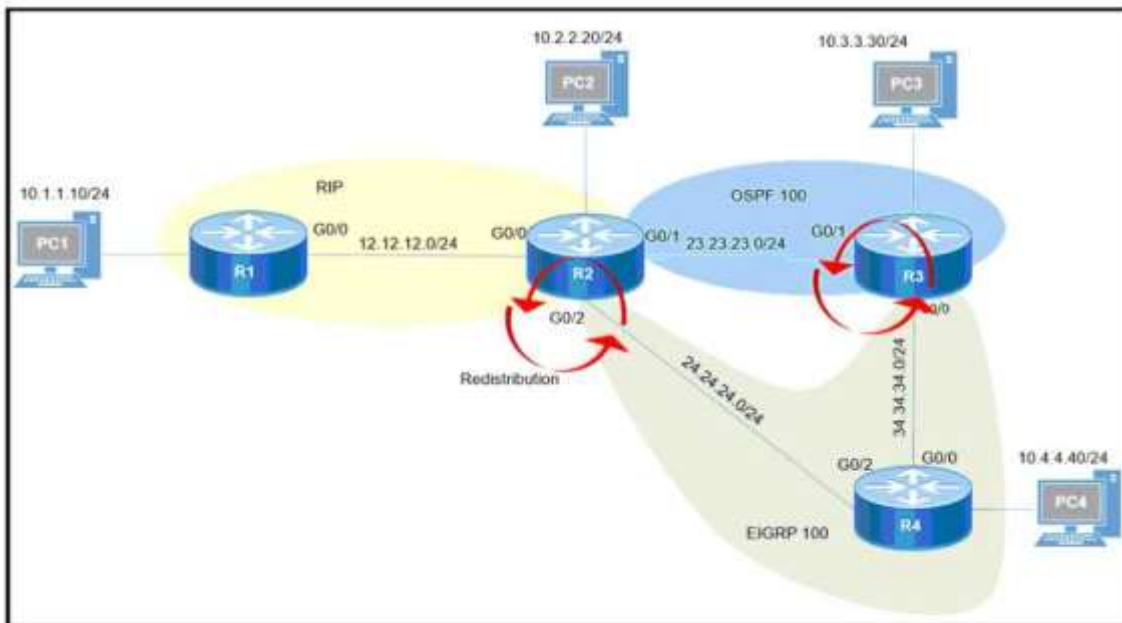 10.2.2.20/24
10.3.3.30/24
PC2
PC3
10.1.1.10/24
RIP
OSPF 100
PC1
G0/0
12.12.12.0/24
G0/0
G0/1
23.23.23.0/24
G0/1
R1
R2
R3
G0/2
Redistribution
24.24.24.0/24
34.34.34.0/24
G0/2
G0/0
10.4.4.40/24
PC4
R4
EIGRP 100